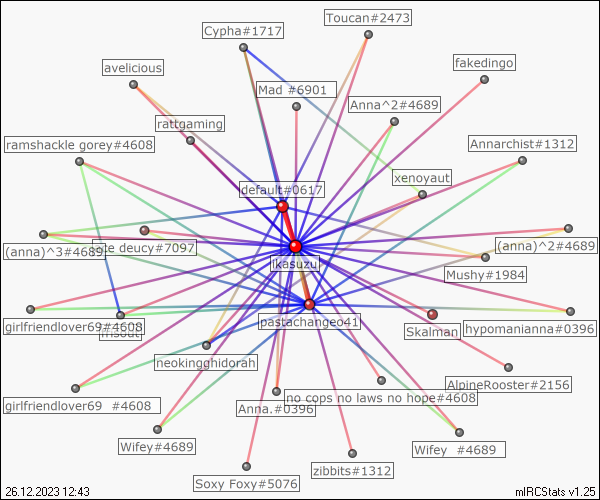 Toucan#2473
Cypha#1717
fakedingo
avelicious
Mad #6901
Anna^2#4689
rattgaming
ramshackle gorey#4608
Annarchist#1312
xenoyaut
default#0617
(anna)^3#4689
deucy#7097
(anna)^2#4689
ikasuzu
Mushy#1984
girlfriendlover69#4608
pastachangeo41
Skalman
hypomanianna#0396
neokingghidorah
AlpineRooster#2156
no cops no laws no hope#4608
girlfriendlover69 #4608
Anna.#0396
Wifey#4689
Wifey #4689
zibbits#1312
Soxy Foxy#5076
26.12.2023 12:43
mIRCStats v1.25